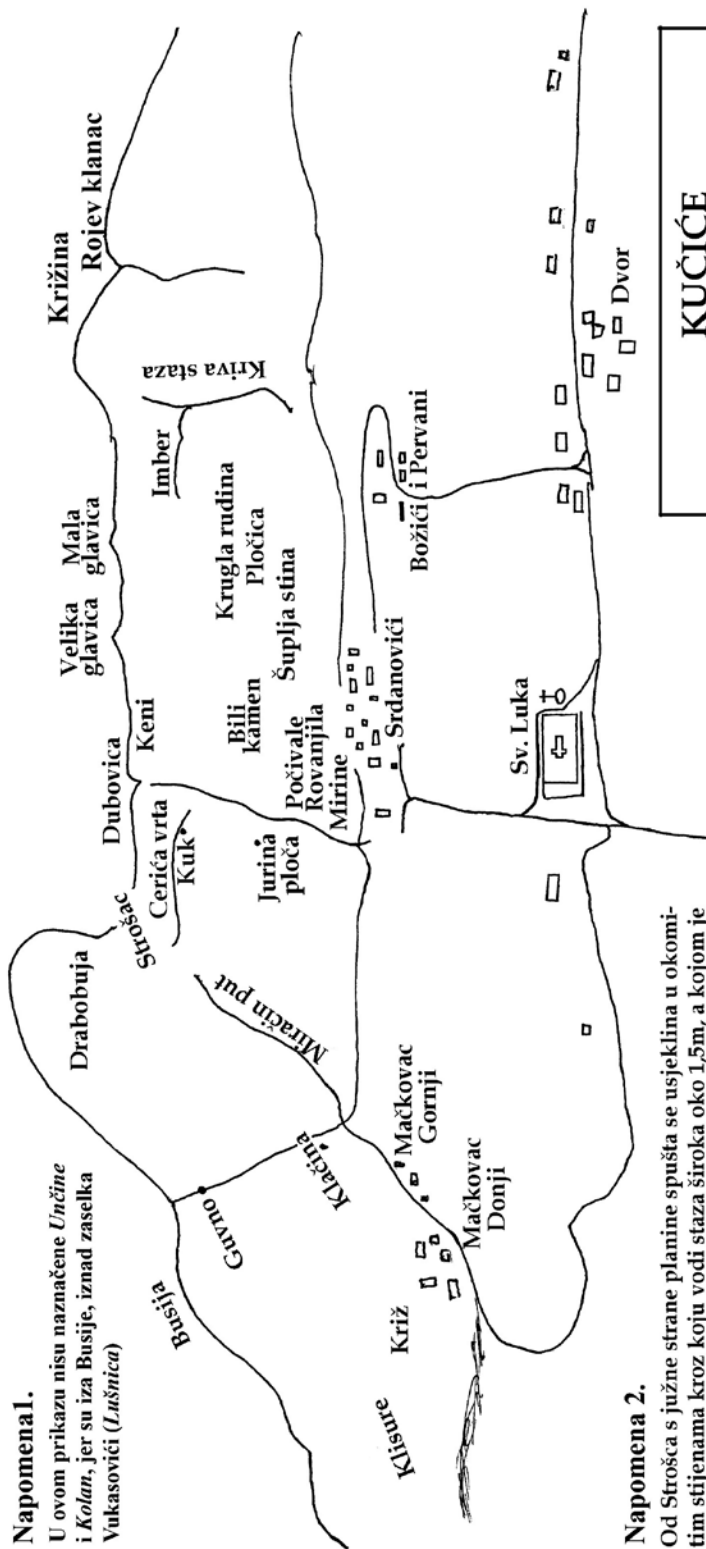 Napomena1.
U ovom prikazu nisu naznačene Unčine
i Kolan, jer su iza Busije, iznad zaselka
Vukasovići (Lušnica)
Drabobuja
Strošac
Busija
Guvno
Klačina
Miračin put
Klisure
Križ
Mačkovac
Gornji
Mačkovac
Donji
Dubovica
Cerića vrta
Kuk
Jurina
ploča
Keni
Velika
glavica
Mala
glavica
Bili
kamen
Krugla rudina
Pločica
Šuplja stina
Počivale
Rovanjila
Mirine
Srdanovići
Imber
Kriva staza
Križina
Rojev klanac
Božići i Pervani
Sv. Luka
Dvor
KUČIĆE
Napomena 2.
Od Strošca s južne strane planine spušta se usjeklina u okomi-
tim stijenama kroz koju vodi staza široka oko 1,5m, a kojom je